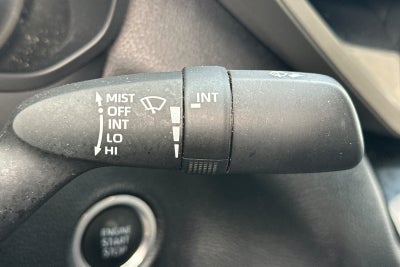 MIST
OFF
INT
LO
HI
INT
ENGINE
START
STOP